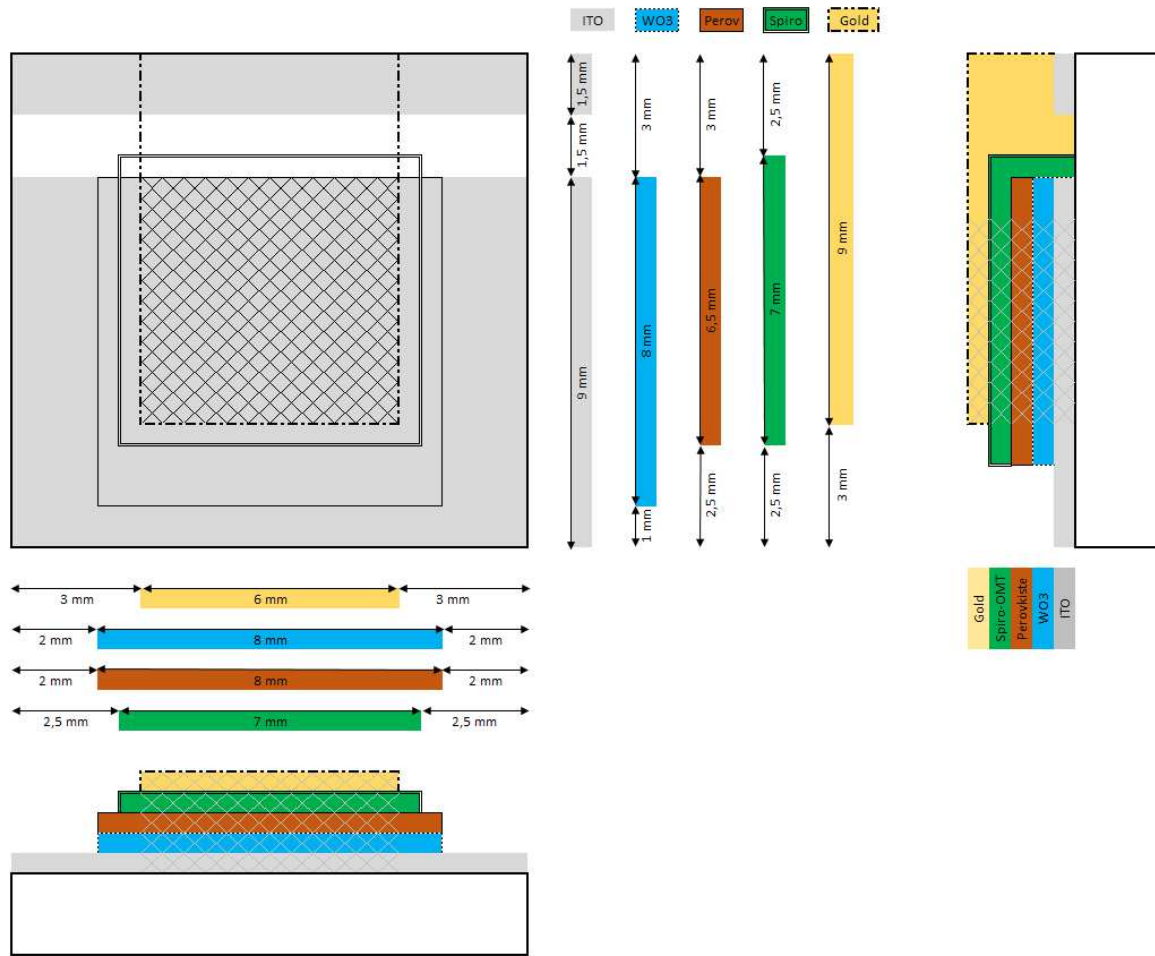 ITO
WO3
Perov
Spiro
Gold
1,5 mm
1,5 mm
9 mm
3 mm
8 mm
1 mm
3 mm
6,5 mm
2,5 mm
2,5 mm
7 mm
2,5 mm
9 mm
3 mm
3 mm
6 mm
3 mm
2 mm
8 mm
2 mm
2 mm
8 mm
2 mm
2,5 mm
7 mm
2,5 mm
Gold
Spiro-OMT
Perovkiste
WO3
ITO